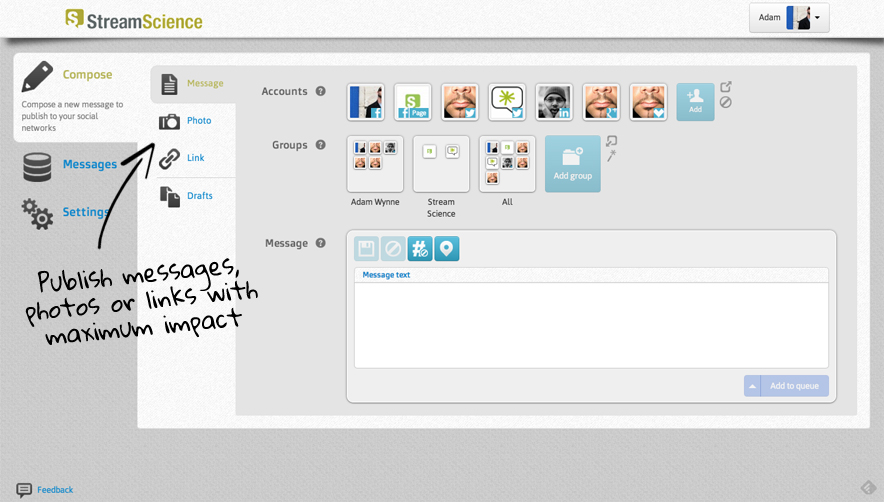 StreamScience
Adam
Compose
Compose a new message to
publish to your social
networks
Messages
Settings
Message
Photo
Link
Drafts
Accounts ?
Page
Add
Groups ?
Add group
Adam Wynne
Stream
Science
All
Message ?
Message text
Add to queue
Publish messages,
photos or links with
maximum impact
Feedback